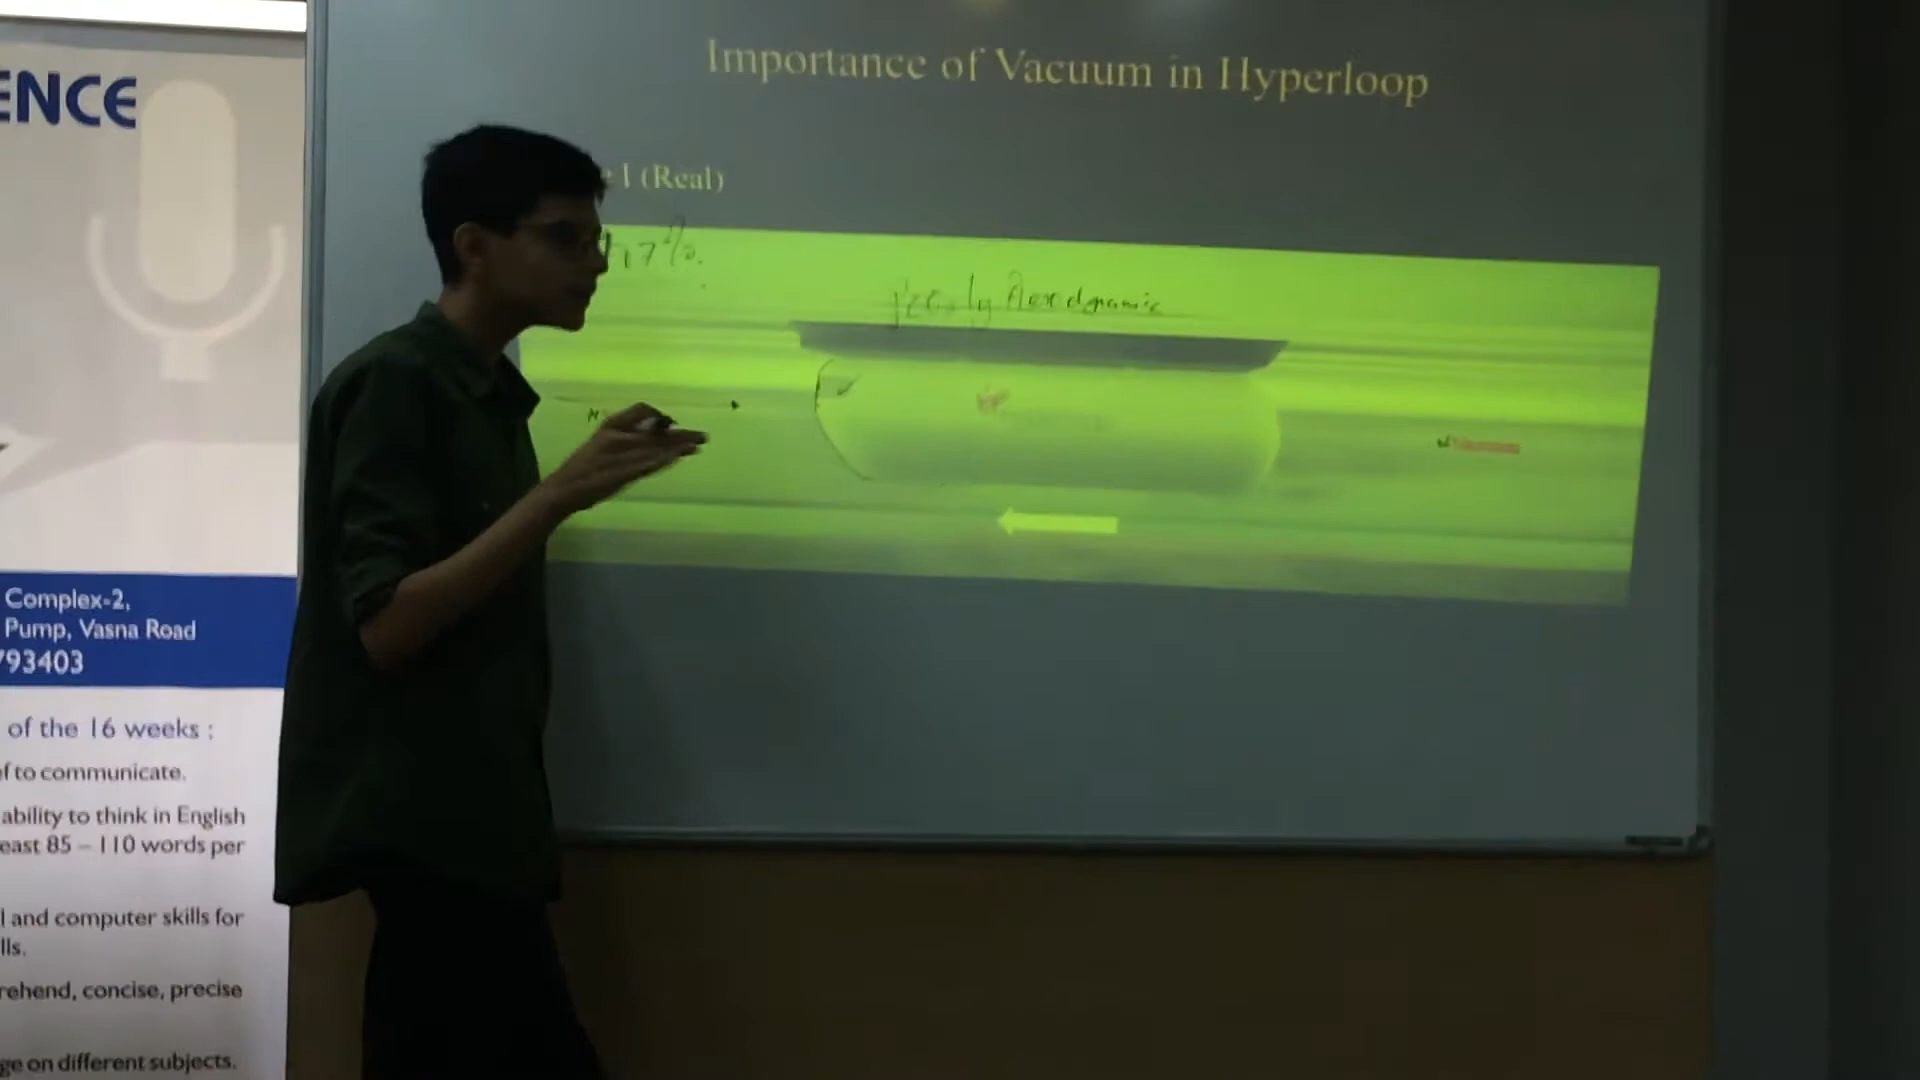 ENCE
Complex-2,
Pump, Vasna Road
793403
of the 16 weeks :
f to communicate.
ability to think in English
east 85 – 110 words per
l and computer skills for
lls.
rehend, concise, precise
ge on different subjects.
Importance of Vacuum in Hyperloop
e 1 (Real)
Aerodynamic